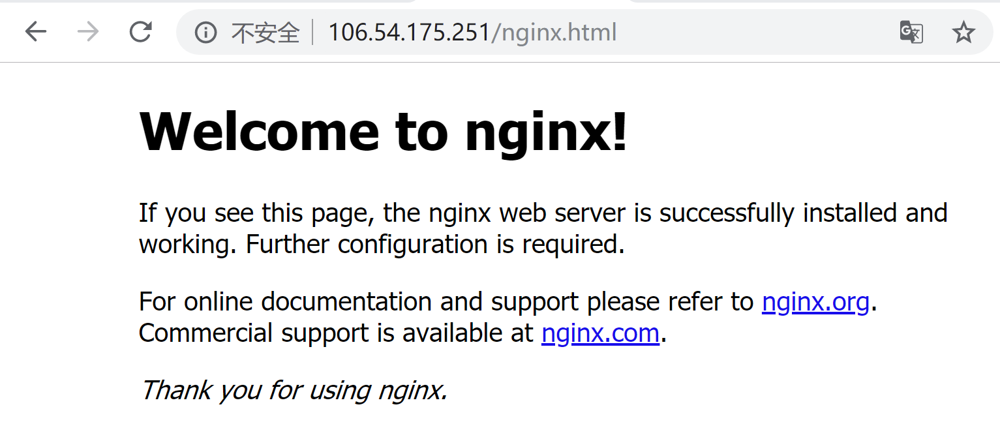 不安全 106.54.175.251/nginx.html
Welcome to nginx!
If you see this page, the nginx web server is successfully installed and
working. Further configuration is required.
For online documentation and support please refer to nginx.org.
Commercial support is available at nginx.com.
Thank you for using nginx.